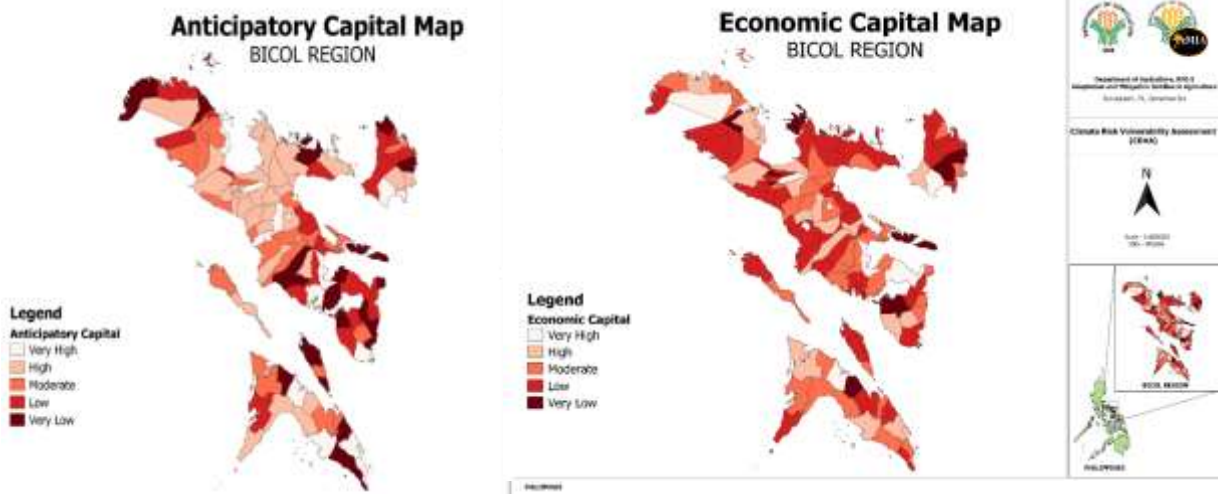 Anticipatory Capital Map
BICOL REGION
Legend
Anticipatory Capital
Very High
High
Moderate
Low
Very Low
Economic Capital Map
BICOL REGION
Legend
Economic Capital
Very High
High
Moderate
Low
Very Low
Climate Risk Vulnerability Assessment
(CRVA)
N
BICOL REGION
PHILIPPINES
PHILIPPINES